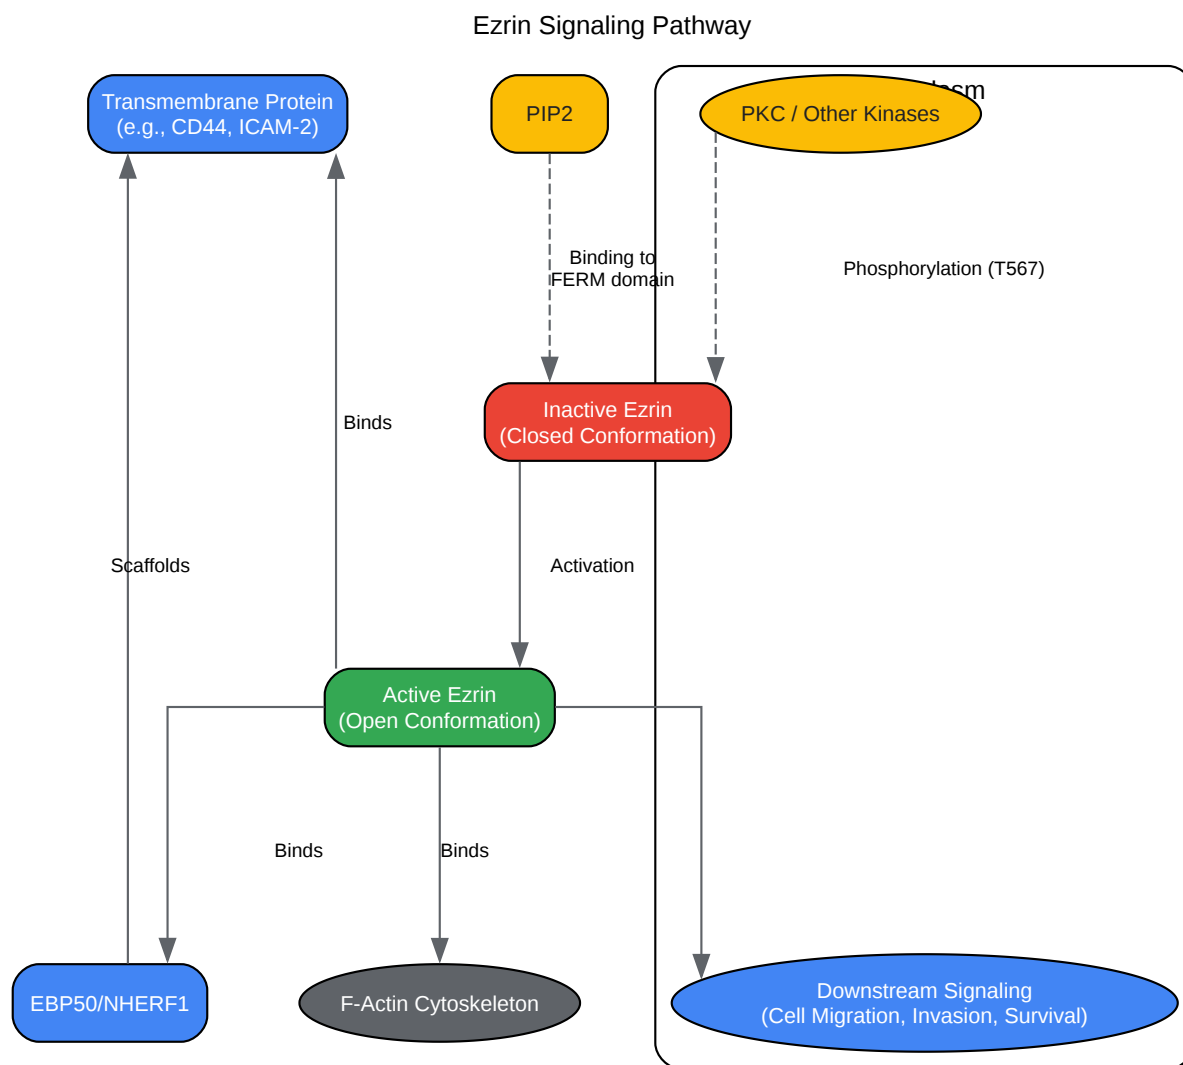 Ezrin Signaling Pathway
Transmembrane Protein
(e.g., CD44, ICAM-2)
PIP2
PKC / Other Kinases
Binding to
FERM domain
Phosphorylation (T567)
Inactive Ezrin
(Closed Conformation)
Binds
Scaffolds
Activation
Active Ezrin
(Open Conformation)
Binds
Binds
EBP50/NHERF1
F-Actin Cytoskeleton
Downstream Signaling
(Cell Migration, Invasion, Survival)